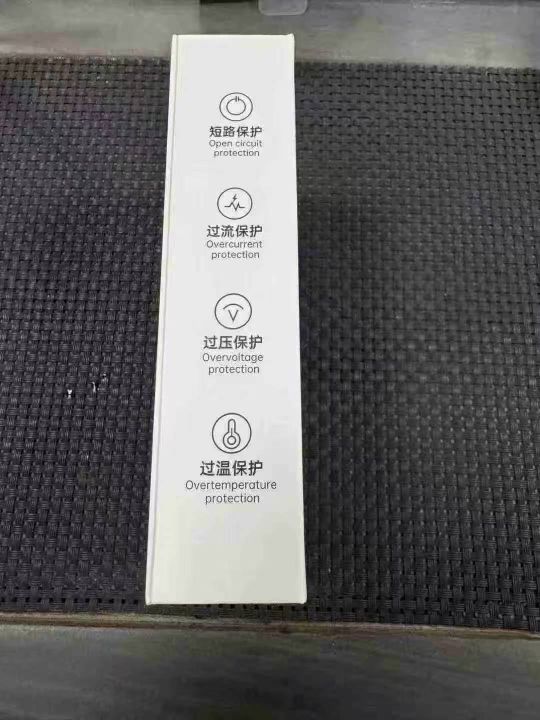 短路保护
Open circuit
protection
过流保护
Overcurrent
protection
过压保护
Overvoltage
protection
过温保护
Overtemperature
protection